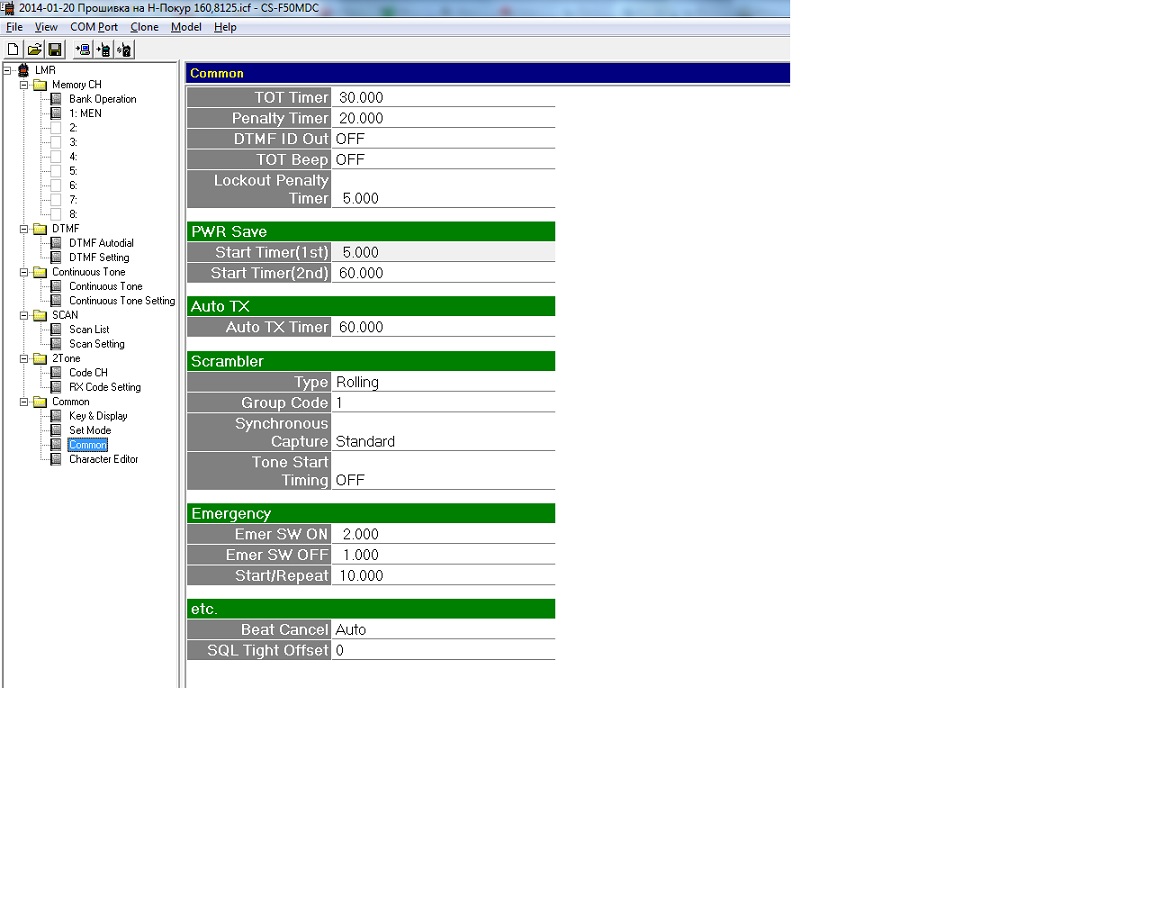 2014-01-20 Прошивка на Н-Покур 160,8125.icf - CS-F50MDC
File View COM Port Clone Model Help
LMR
Memory CH
Bank Operation
1: MEN
2:
3:
4:
5:
6:
7:
8:
DTMF
DTMF Autodial
DTMF Setting
Continuous Tone
Continuous Tone
Continuous Tone Setting
SCAN
Scan List
Scan Setting
2Tone
Code CH
RX Code Setting
Common
Key & Display
Set Mode
Common
Character Editor
Common
TOT Timer 30.000
Penalty Timer 20.000
DTMF ID Out OFF
TOT Beep OFF
Lockout Penalty
Timer 5.000
PWR Save
Start Timer(1st) 5.000
Start Timer(2nd) 60.000
Auto TX
Auto TX Timer 60.000
Scrambler
Type Rolling
Group Code 1
Synchronous
Capture Standard
Tone Start
Timing OFF
Emergency
Emer SW ON 2.000
Emer SW OFF 1.000
Start/Repeat 10.000
etc.
Beat Cancel Auto
SQL Tight Offset 0